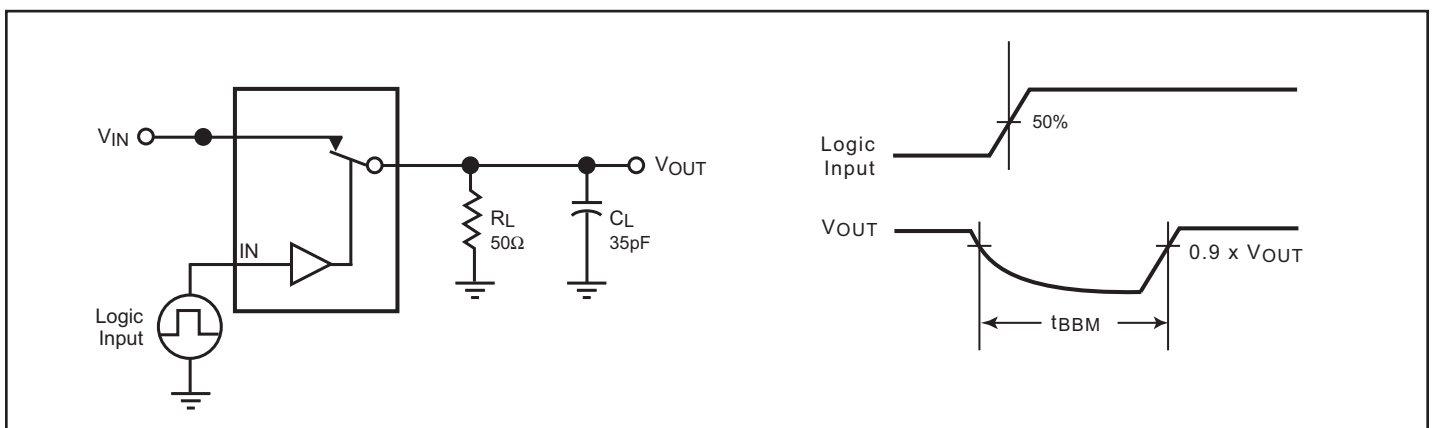 VIN
VOUT
RL
50Ω
CL
35pF
IN
Logic
Input
Logic
Input
50%
VOUT
0.9 x VOUT
tBBM